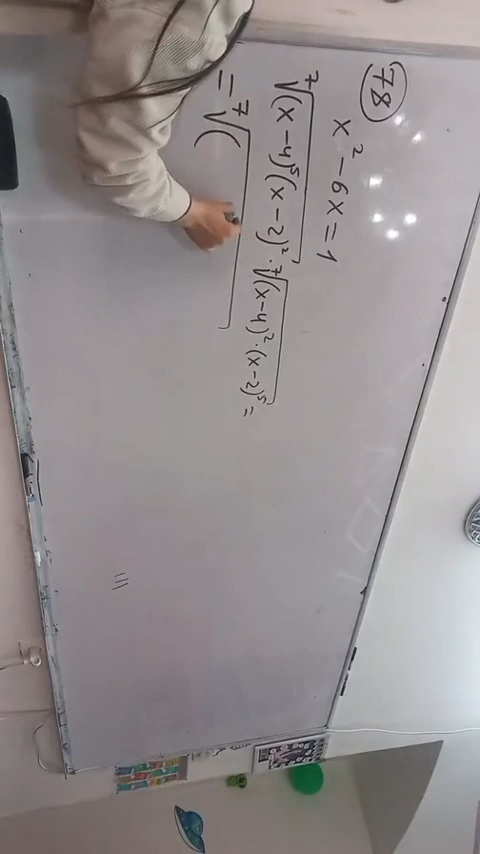 78
x² - 6x = 1
⁷√(x-4)⁵(x-2)² · ⁷√(x-4)²·(x-2)⁵ =
= ⁷√(